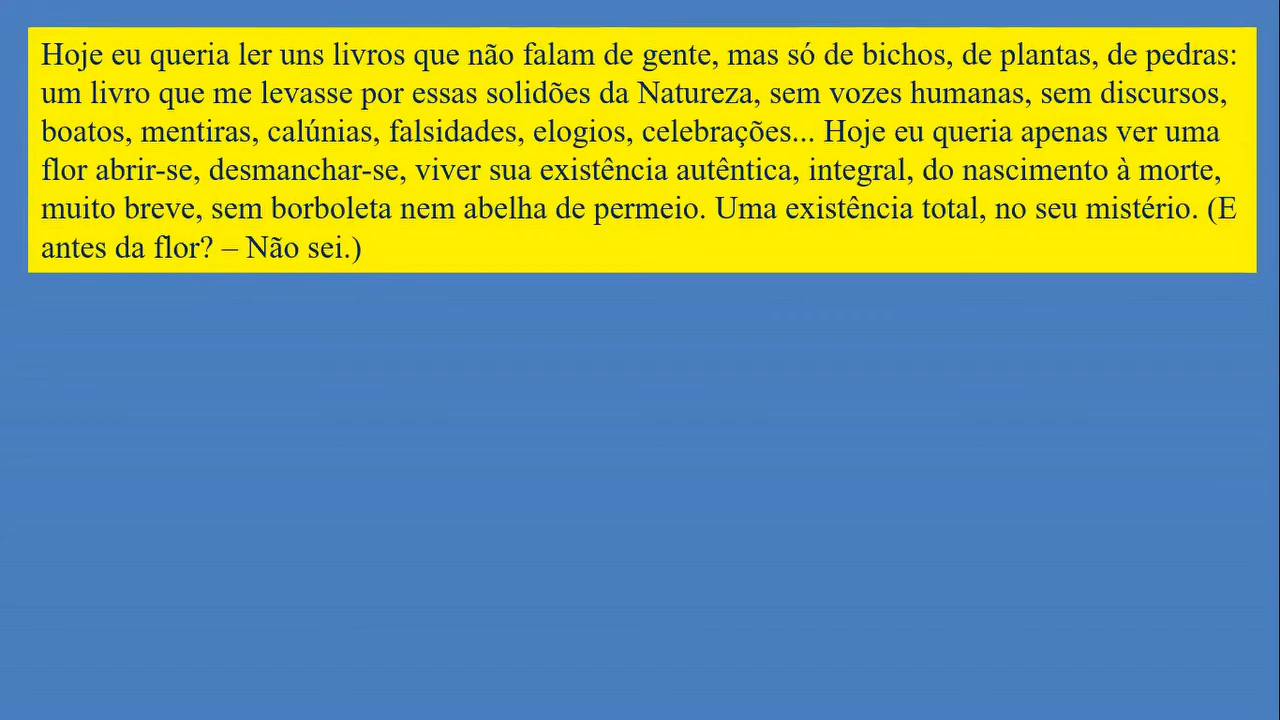 Hoje eu queria ler uns livros que não falam de gente, mas só de bichos, de plantas, de pedras:
um livro que me levasse por essas solidões da Natureza, sem vozes humanas, sem discursos,
boatos, mentiras, calúnias, falsidades, elogios, celebrações... Hoje eu queria apenas ver uma
flor abrir-se, desmanchar-se, viver sua existência autêntica, integral, do nascimento à morte,
muito breve, sem borboleta nem abelha de permeio. Uma existência total, no seu mistério. (E
antes da flor? – Não sei.)